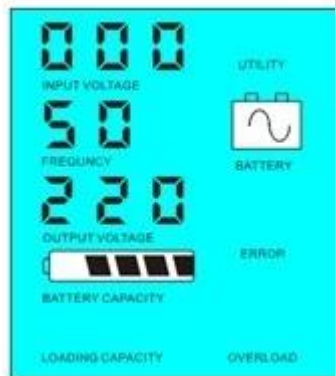 000
UTILITY
INPUT VOLTAGE
50
FREQUNCY
BATTERY
220
OUTPUT VOLTAGE
ERROR
BATTERY CAPACITY
LOADING CAPACITY
OVERLOAD